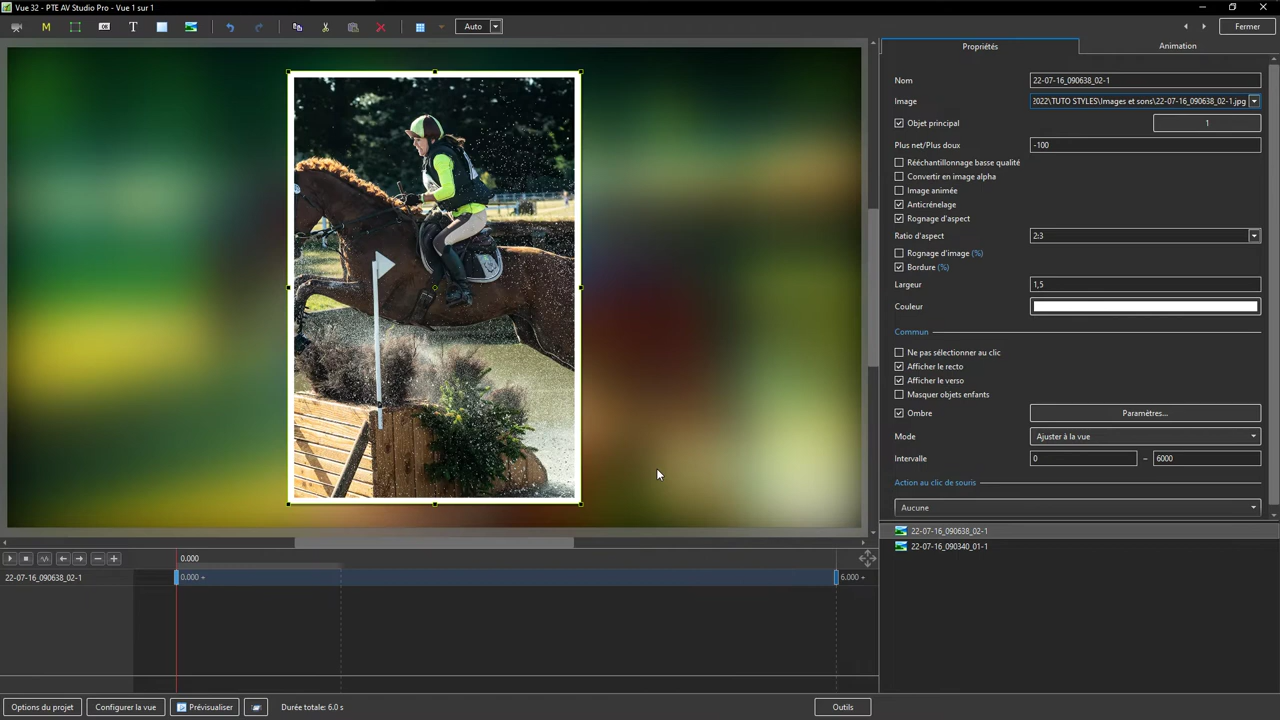 Vue 32 - PTE AV Studio Pro - Vue 1 sur 1
M
OK
T
Auto
Fermer
Propriétés
Animation
Nom
22-07-16_090638_02-1
Image
2022\TUTO STYLES\Images et sons\22-07-16_090638_02-1.jpg
Objet principal
1
Plus net/Plus doux
-100
Rééchantillonnage basse qualité
Convertir en image alpha
Image animée
Anticrénelage
Rognage d'aspect
Ratio d'aspect
2:3
Rognage d'image (%)
Bordure (%)
Largeur
1,5
Couleur
Commun
Ne pas sélectionner au clic
Afficher le recto
Afficher le verso
Masquer objets enfants
Ombre
Paramètres...
Mode
Ajuster à la vue
Intervalle
0
–
6000
Action au clic de souris
Aucune
22-07-16_090638_02-1
22-07-16_090340_01-1
0.000
22-07-16_090638_02-1
0.000 +
6.000 +
Options du projet
Configurer la vue
Prévisualiser
Durée totale: 6.0 s
Outils